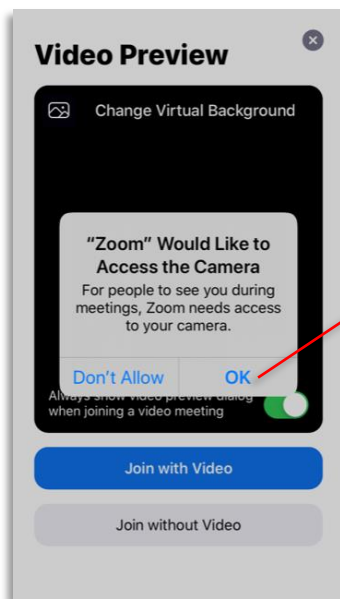 Video Preview
Change Virtual Background
“Zoom” Would Like to
Access the Camera
For people to see you during
meetings, Zoom needs access
to your camera.
Don’t Allow
OK
Always show video preview dialog
when joining a video meeting
Join with Video
Join without Video